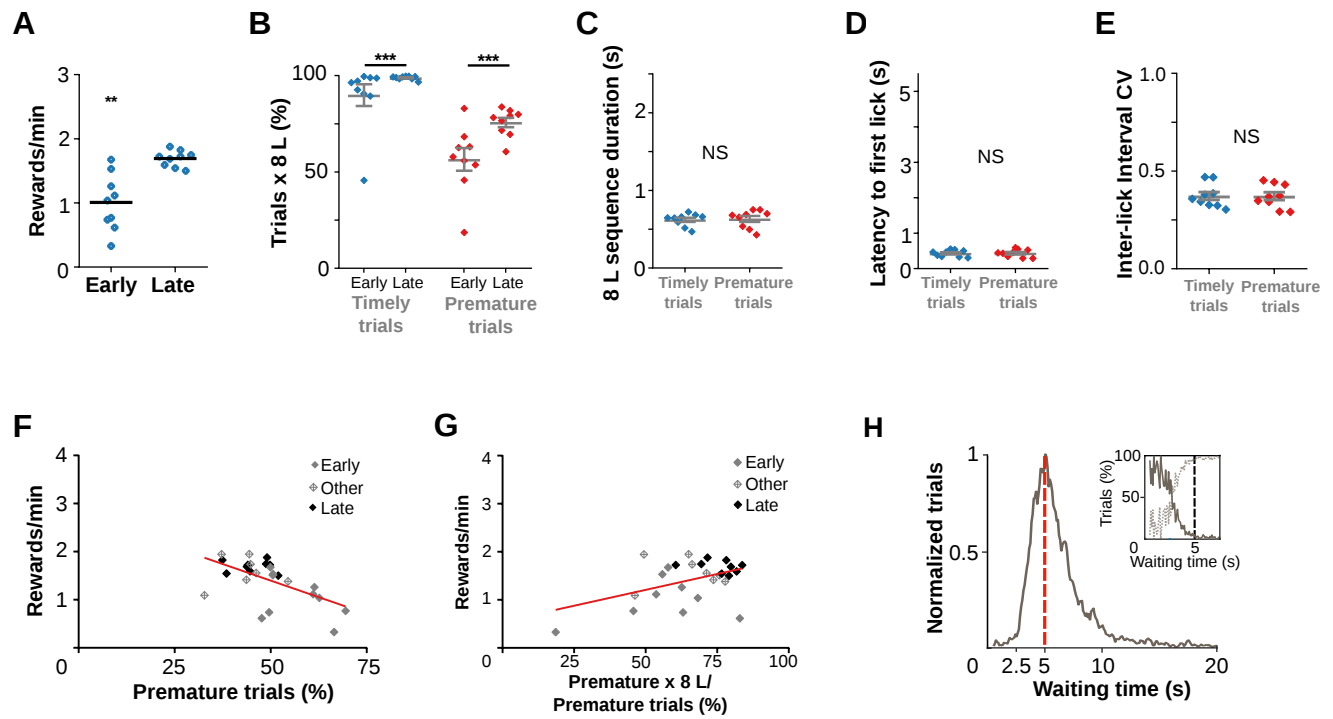 A
B
C
D
E
Rewards/min
3
2
1
0
**
Early Late
Trials x 8 L (%)
100
50
0
***
***
Early Late
Early Late
Timely
trials
Premature
trials
8 L sequence duration (s)
2
1
0
NS
Timely
trials
Premature
trials
Latency to first lick (s)
5
3
1
0
NS
Timely
trials
Premature
trials
Inter-lick Interval CV
1.0
0.5
0.0
NS
Timely
trials
Premature
trials
F
G
H
Rewards/min
4
3
2
1
0
25
50
75
Early
Other
Late
Premature trials (%)
Rewards/min
4
3
2
1
0
25
50
75
100
Early
Other
Late
Premature x 8 L/
Premature trials (%)
Normalized trials
1
0.5
0
2.5
5
10
20
Waiting time (s)
Trials (%)
100
50
0
5
Waiting time (s)